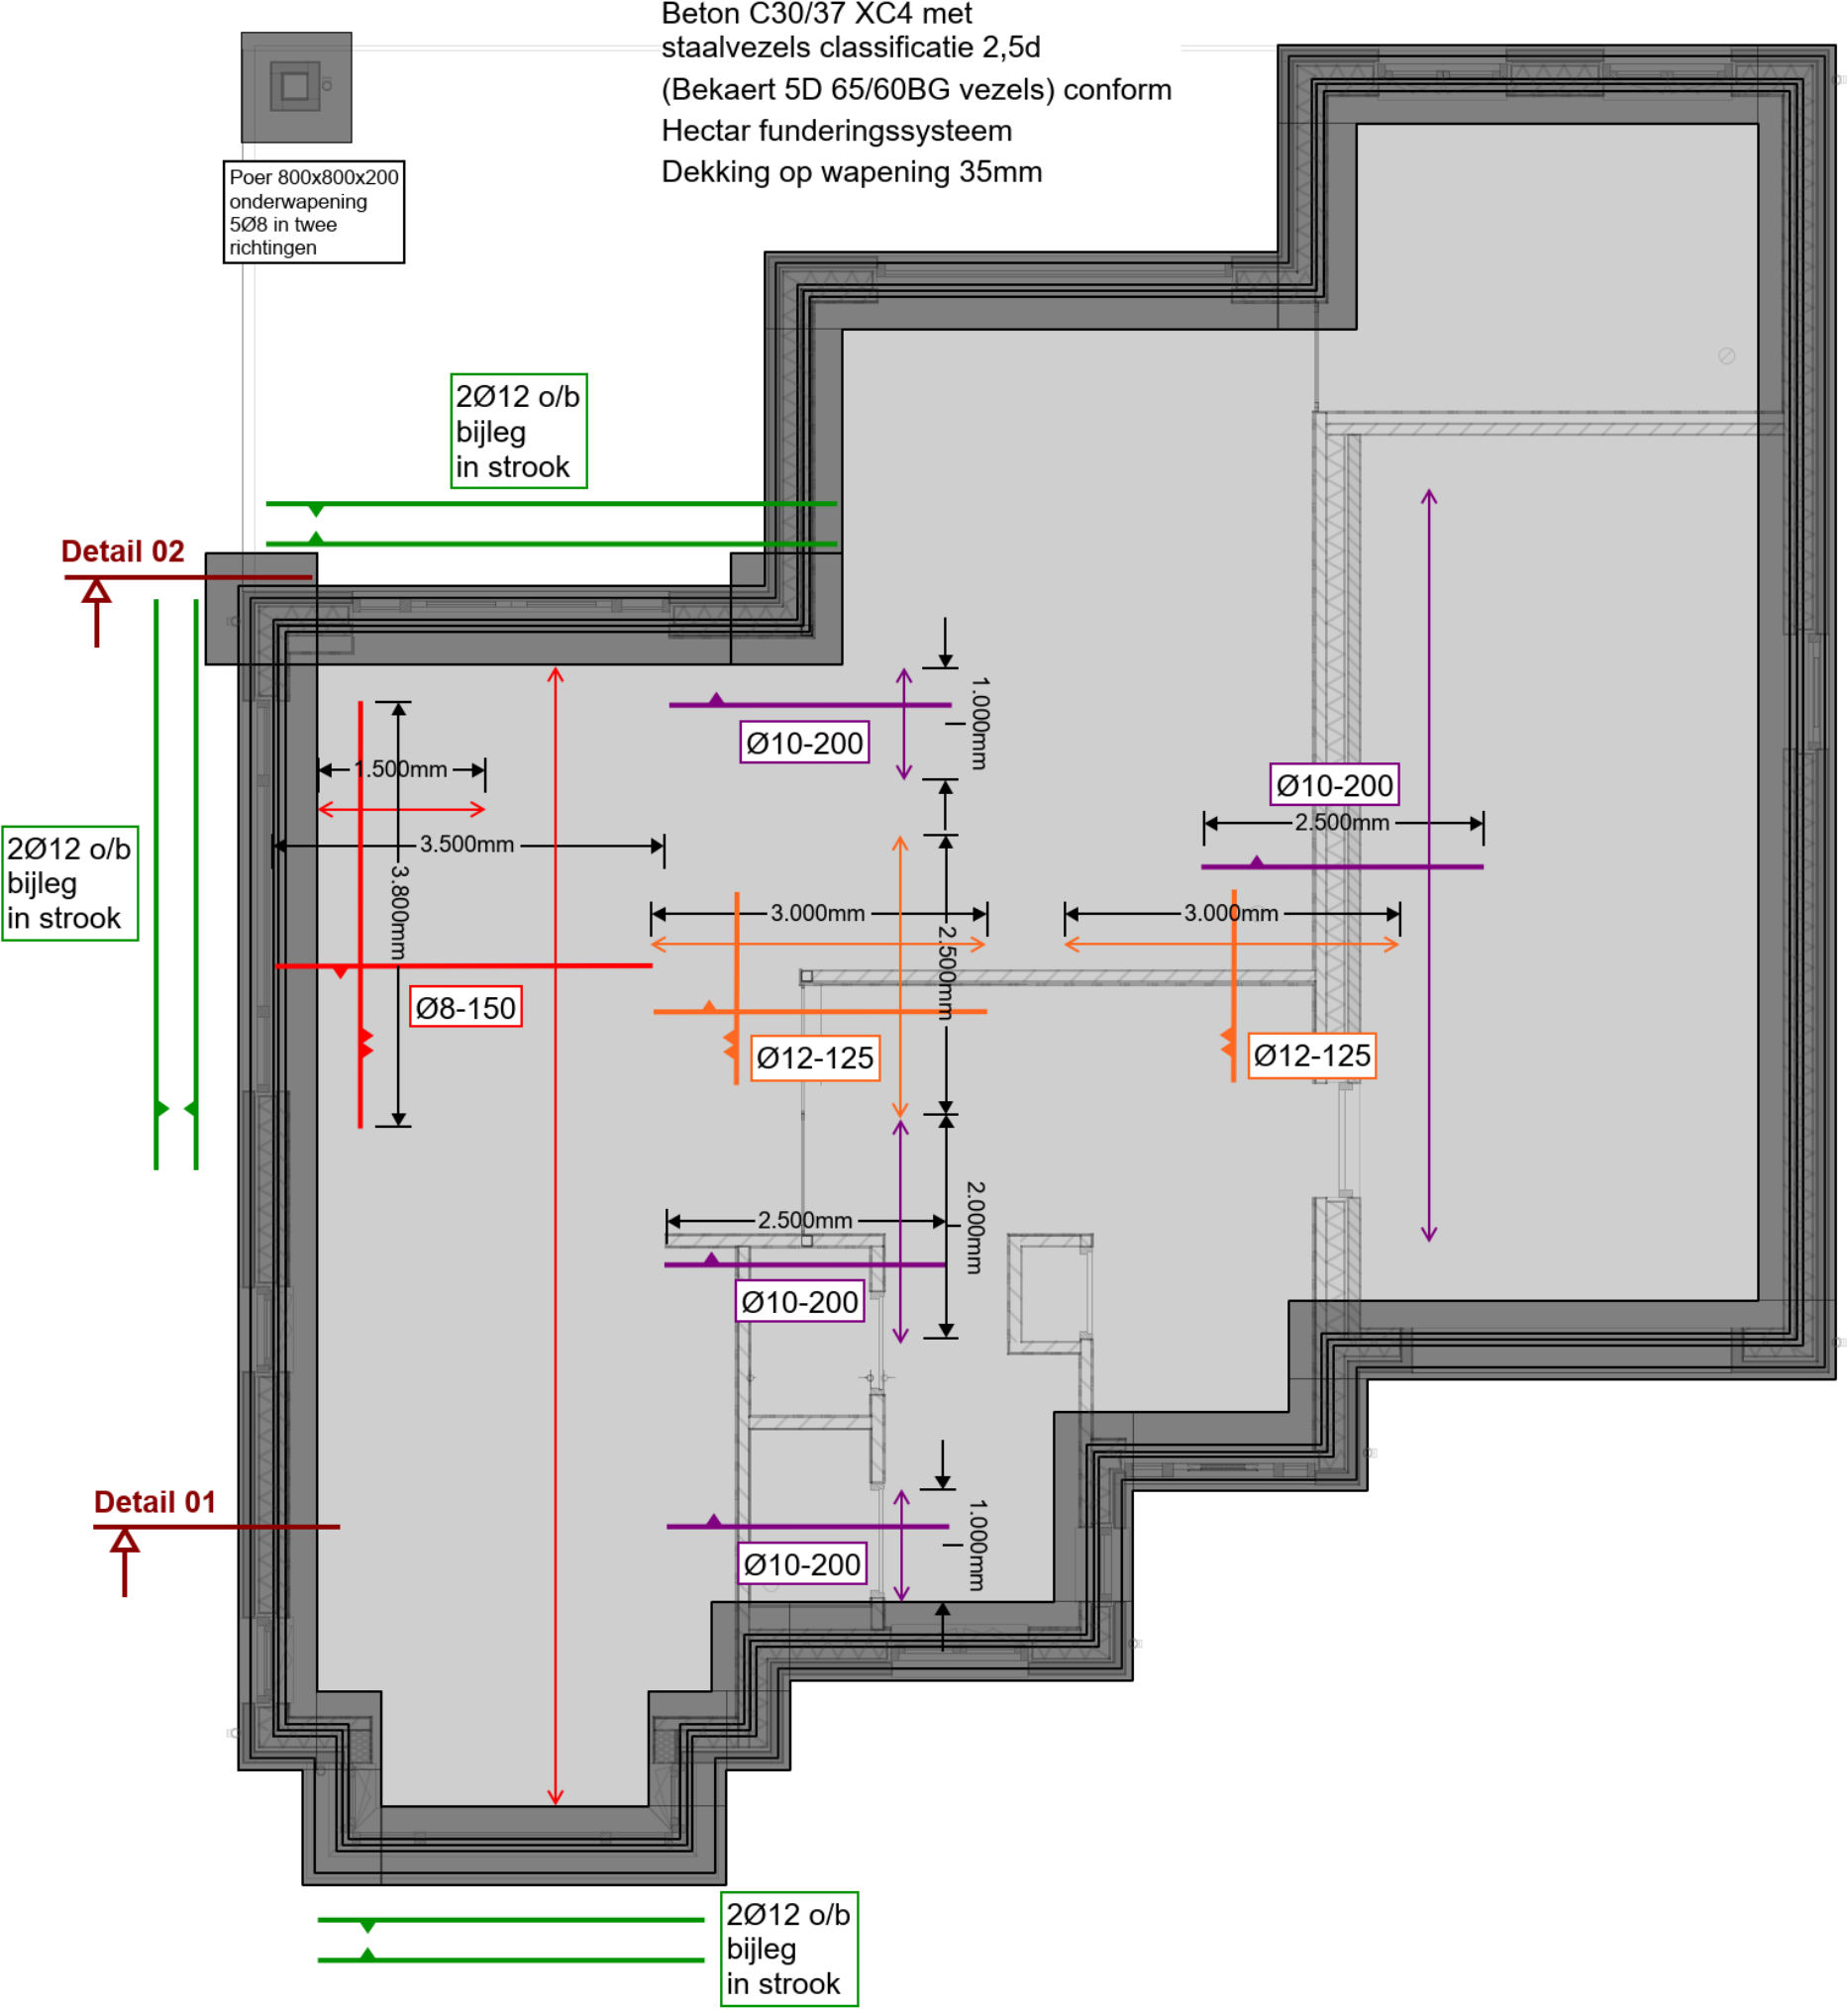 Beton C30/37 XC4 met
staalvezels classificatie 2,5d
(Bekaert 5D 65/60BG vezels) conform
Hectar funderingssysteem
Dekking op wapening 35mm
Poer 800x800x200
onderwapening
5Ø8 in twee
richtingen
2Ø12 o/b
bijleg
in strook
Detail 02
1.000mm
Ø10-200
1.500mm
Ø10-200
2.500mm
3.500mm
2Ø12 o/b
bijleg
in strook
3.800mm
3.000mm
3.000mm
2.500mm
Ø8-150
Ø12-125
Ø12-125
2.500mm
2.000mm
Ø10-200
Detail 01
1.000mm
Ø10-200
2Ø12 o/b
bijleg
in strook